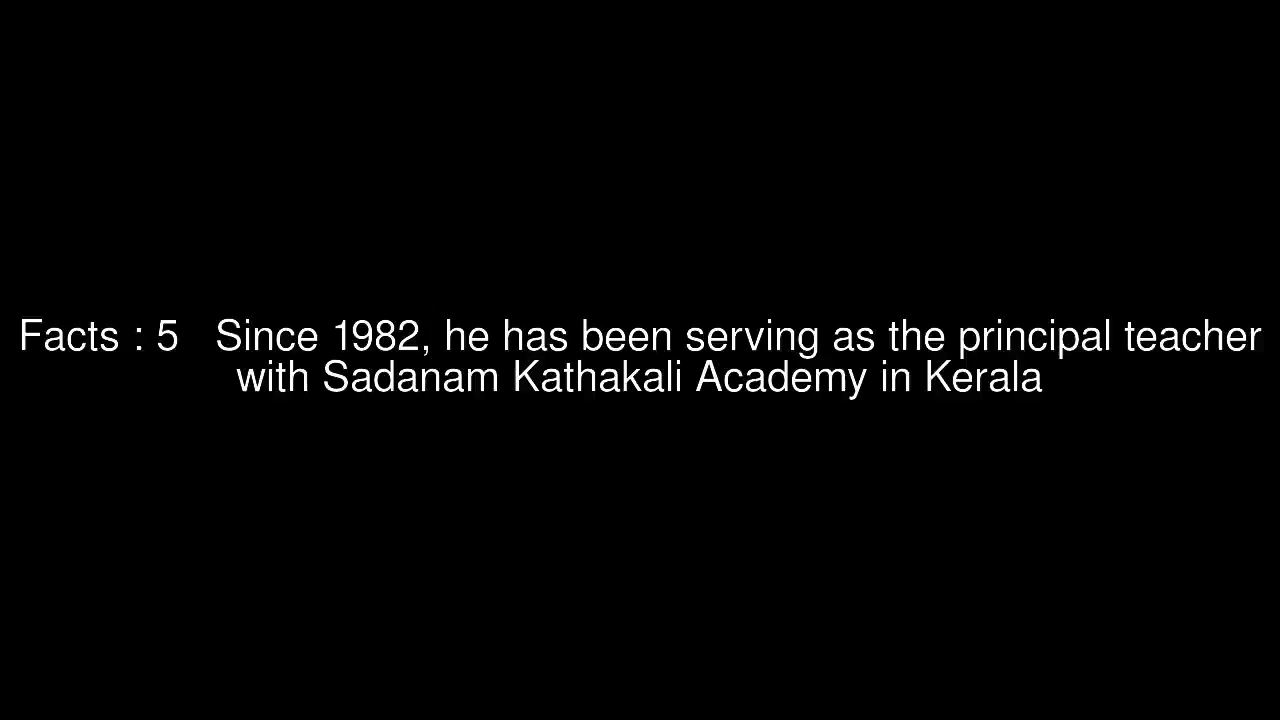 Facts : 5   Since 1982, he has been serving as the principal teacher
with Sadanam Kathakali Academy in Kerala